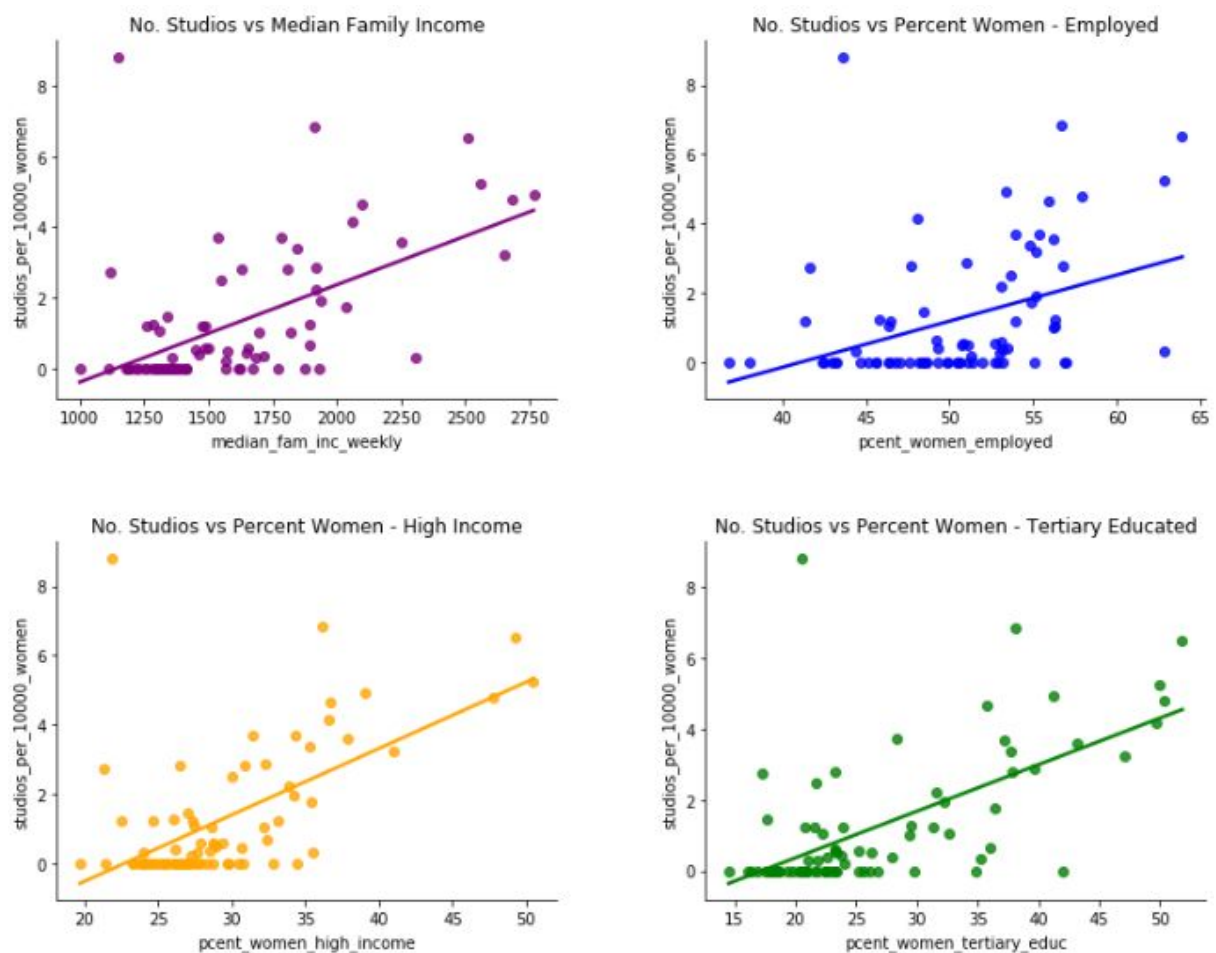 No. Studios vs Median Family Income
studios_per_10000_women
8
6
4
2
0
1000 1250 1500 1750 2000 2250 2500 2750
median_fam_inc_weekly
No. Studios vs Percent Women - Employed
studios_per_10000_women
8
6
4
2
0
40 45 50 55 60 65
pcent_women_employed
No. Studios vs Percent Women - High Income
studios_per_10000_women
8
6
4
2
0
20 25 30 35 40 45 50
pcent_women_high_income
No. Studios vs Percent Women - Tertiary Educated
studios_per_10000_women
8
6
4
2
0
15 20 25 30 35 40 45 50
pcent_women_tertiary_educ